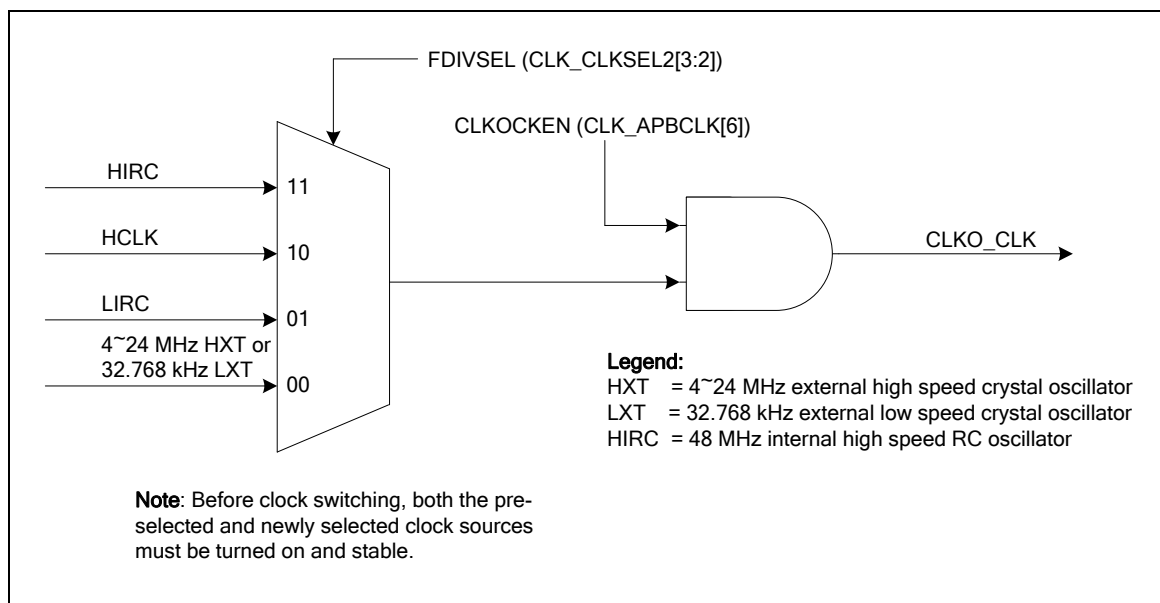 FDIVSEL (CLK_CLKSEL2[3:2])
CLKOCKEN (CLK_APBCLK[6])
HIRC
11
HCLK
10
CLKO_CLK
LIRC
01
4~24 MHz HXT or
32.768 kHz LXT
00
Legend:
HXT = 4~24 MHz external high speed crystal oscillator
LXT = 32.768 kHz external low speed crystal oscillator
HIRC = 48 MHz internal high speed RC oscillator
Note: Before clock switching, both the pre-
selected and newly selected clock sources
must be turned on and stable.